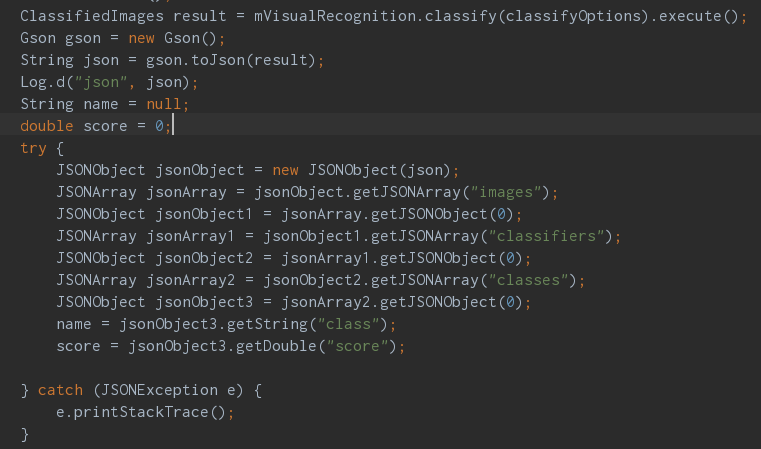 ClassifiedImages result = mVisualRecognition.classify(classifyOptions).execute();
Gson gson = new Gson();
String json = gson.toJson(result);
Log.d("json", json);
String name = null;
double score = 0;
try {
    JSONObject jsonObject = new JSONObject(json);
    JSONArray jsonArray = jsonObject.getJSONArray("images");
    JSONObject jsonObject1 = jsonArray.getJSONObject(0);
    JSONArray jsonArray1 = jsonObject1.getJSONArray("classifiers");
    JSONObject jsonObject2 = jsonArray1.getJSONObject(0);
    JSONArray jsonArray2 = jsonObject2.getJSONArray("classes");
    JSONObject jsonObject3 = jsonArray2.getJSONObject(0);
    name = jsonObject3.getString("class");
    score = jsonObject3.getDouble("score");
} catch (JSONException e) {
    e.printStackTrace();
}